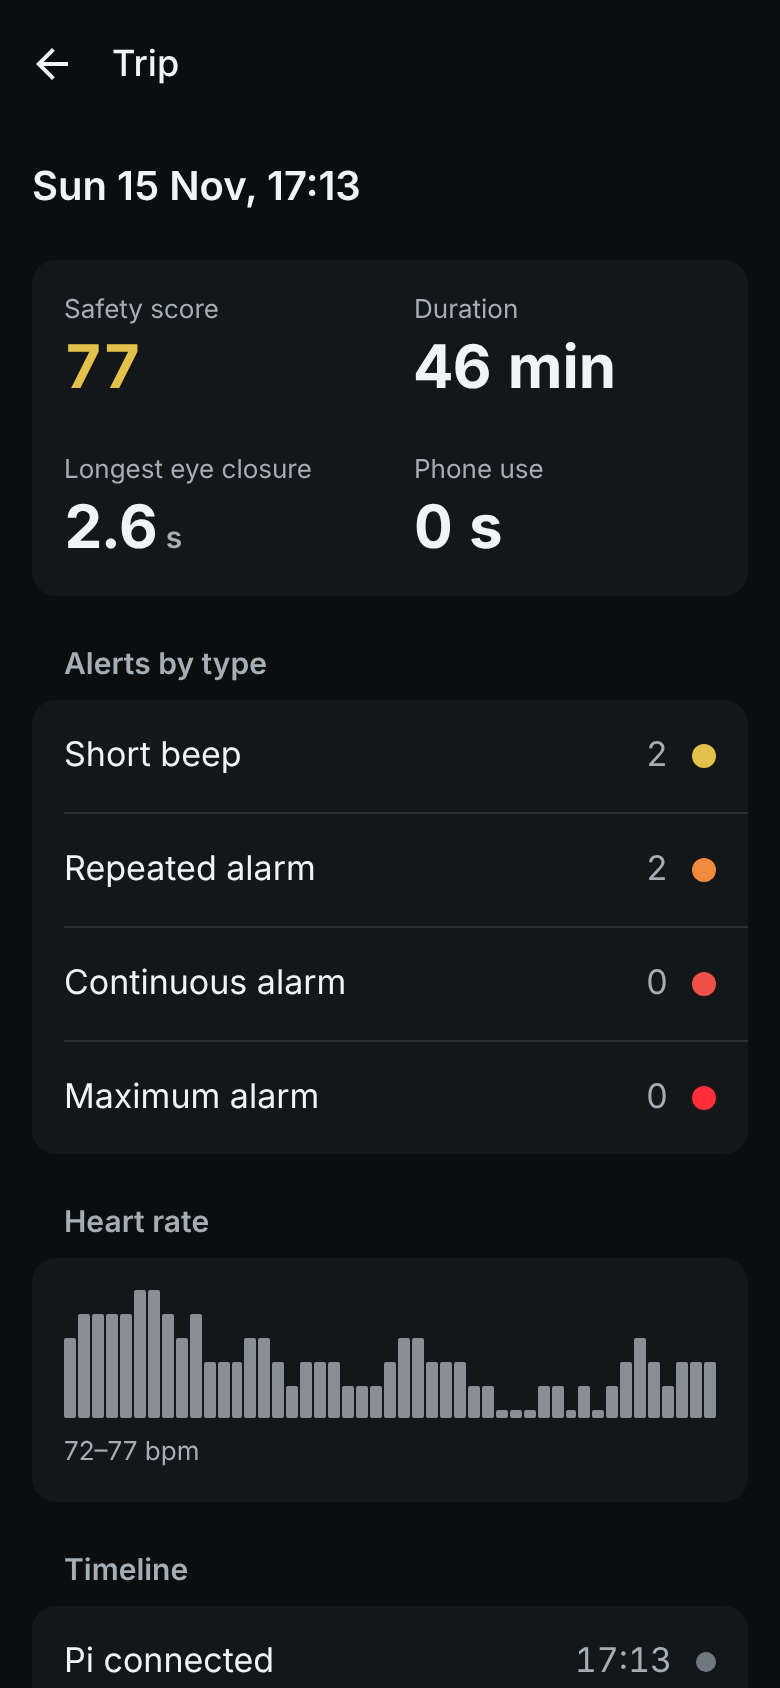 Trip
Sun 15 Nov, 17:13
Safety score
Duration
77
46 min
Longest eye closure
Phone use
2.6 s
0 s
Alerts by type
Short beep 2
Repeated alarm 2
Continuous alarm 0
Maximum alarm 0
Heart rate
72–77 bpm
Timeline
Pi connected 17:13